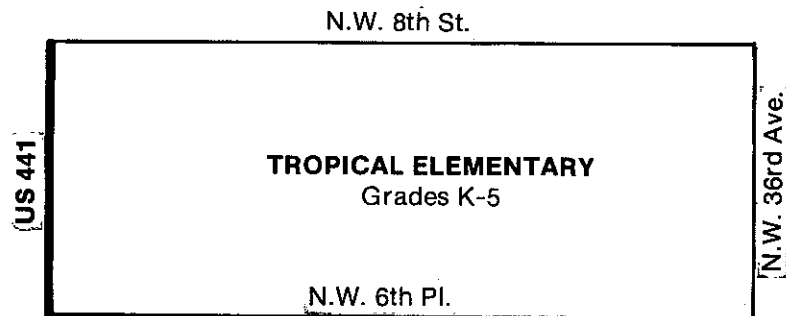 N.W. 8th St.
US 441
TROPICAL ELEMENTARY
Grades K-5
N.W. 36rd Ave.
N.W. 6th Pl.